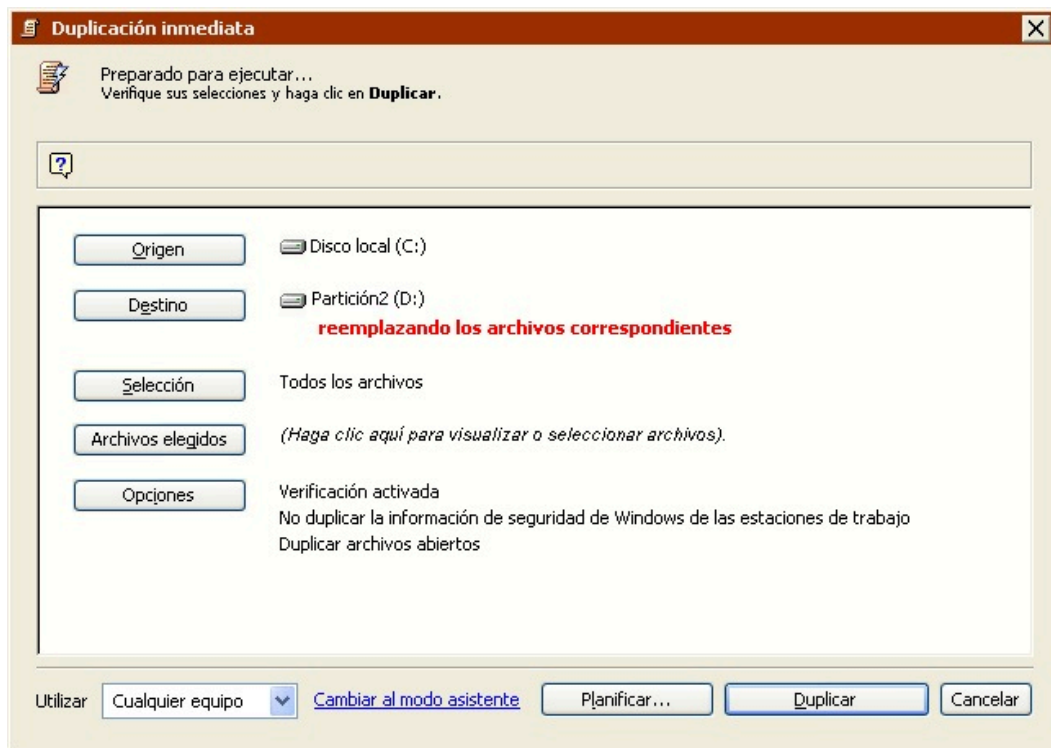 Duplicación inmediata
Preparado para ejecutar...
Verifique sus selecciones y haga clic en Duplicar.
Origen
Disco local (C:)
Destino
Partición2 (D:)
reemplazando los archivos correspondientes
Selección
Todos los archivos
Archivos elegidos
(Haga clic aquí para visualizar o seleccionar archivos).
Opciones
Verificación activada
No duplicar la información de seguridad de Windows de las estaciones de trabajo
Duplicar archivos abiertos
Utilizar Cualquier equipo Cambiar al modo asistente Planificar... Duplicar Cancelar